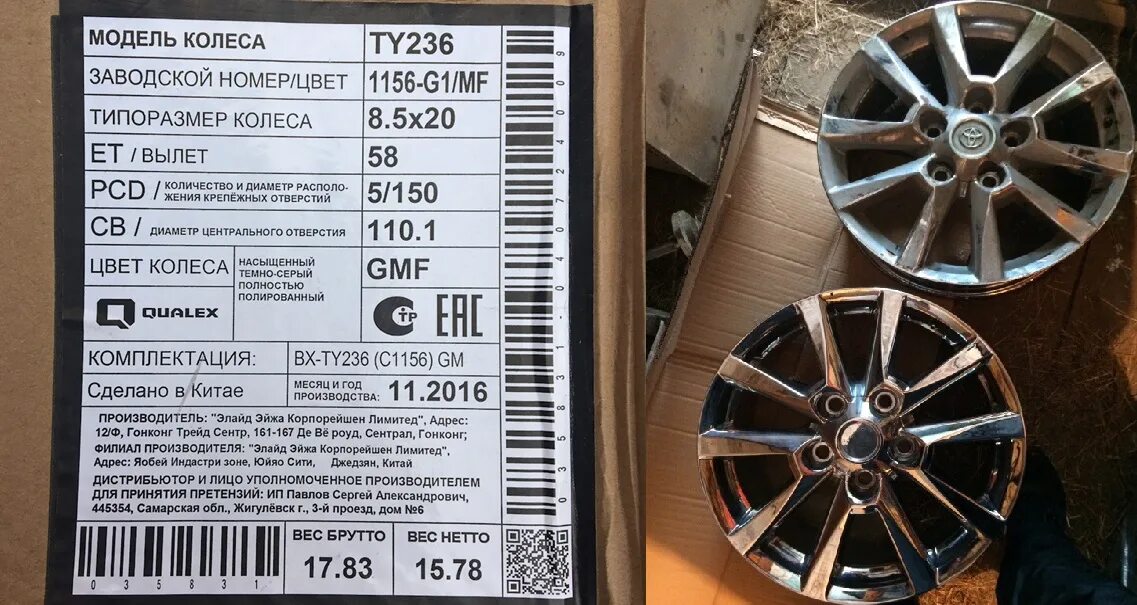 МОДЕЛЬ КОЛЕСА TY236
ЗАВОДСКОЙ НОМЕР/ЦВЕТ 1156-G1/MF
ТИПОРАЗМЕР КОЛЕСА 8.5x20
ET / ВЫЛЕТ 58
PCD / КОЛИЧЕСТВО И ДИАМЕТР РАСПОЛО-
ЖЕНИЯ КРЕПЁЖНЫХ ОТВЕРСТИЙ 5/150
CB / ДИАМЕТР ЦЕНТРАЛЬНОГО ОТВЕРСТИЯ 110.1
ЦВЕТ КОЛЕСА
НАСЫЩЕННЫЙ
ТЕМНО-СЕРЫЙ
ПОЛНОСТЬЮ
ПОЛИРОВАННЫЙ
GMF
QUALEX
СТР ЕАС
КОМПЛЕКТАЦИЯ: BX-TY236 (C1156) GM
Сделано в Китае
МЕСЯЦ И ГОД
ПРОИЗВОДСТВА: 11.2016
ПРОИЗВОДИТЕЛЬ: "Элайд Эйжа Корпорейшен Лимитед", Адрес:
12/Ф, Гонконг Трейд Сентр, 161-167 Де Вё роуд, Сентрал, Гонконг;
ФИЛИАЛ ПРОИЗВОДИТЕЛЯ: "Элайд Эйжа Корпорейшен Лимитед",
Адрес: Яобей Индастри зоне, Юйяо Сити, Джедзян, Китай
ДИСТРИБЬЮТОР И ЛИЦО УПОЛНОМОЧЕННОЕ ПРОИЗВОДИТЕЛЕМ
ДЛЯ ПРИНЯТИЯ ПРЕТЕНЗИЙ: ИП Павлов Сергей Александрович,
445354, Самарская обл., Жигулёвск г., 3-й проезд, дом №6
035831
ВЕС БРУТТО
17.83
ВЕС НЕТТО
15.78